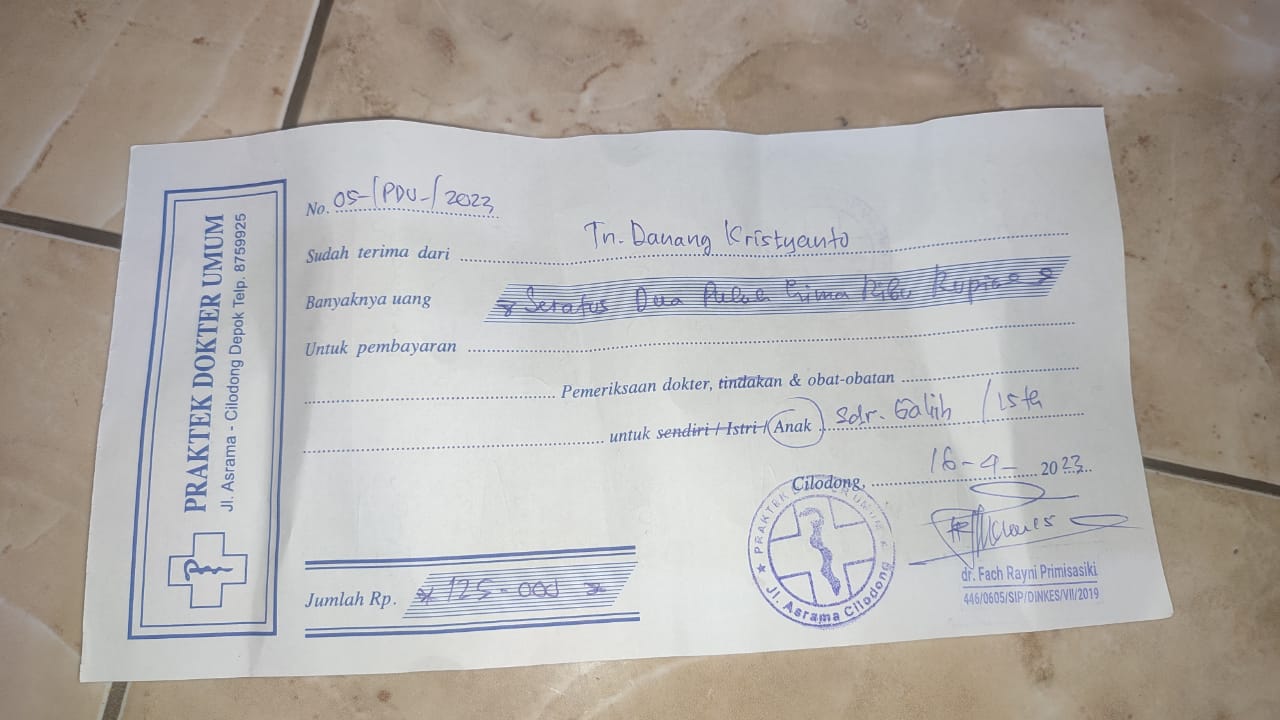 PRAKTEK DOKTER UMUM
Jl. Asrama - Cilodong Depok Telp. 8759925
No. 05-/PDU-/2023
Sudah terima dari Tn. Danang Kristyanto
Banyaknya uang Seratus Dua Puluh Lima Ribu Rupiah
Untuk pembayaran
Pemeriksaan dokter, tindakan & obat-obatan
untuk sendiri / Istri / Anak Sdr. Galih
Cilodong, 16-4- 2023
Jumlah Rp. 125-000
PRAKTEK DOKTER UMUM
Jl. Asrama Cilodong
dr. Fach Rayni Primisasiki
446/0605/SIP/DINKES/VII/2019